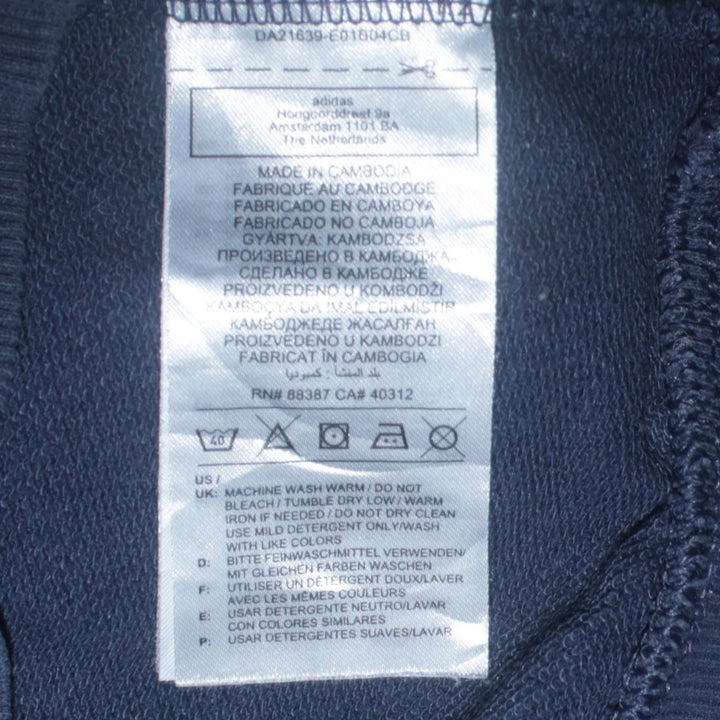 DA21639-E01B04CB
adidas
Hoogoorddreef 9a
Amsterdam 1101 BA
The Netherlands
MADE IN CAMBODIA
FABRIQUÉ AU CAMBODGE
FABRICADO EN CAMBOYA
FABRICADO NO CAMBOJA
GYÁRTVA: KAMBODZSA
ПРОИЗВЕДЕНО В КАМБОДЖА
СДЕЛАНО В КАМБОДЖЕ
PROIZVEDENO U KOMBODŽI
KAMBOÇYA DA İMAL EDİLMİŞTİR
КАМБОДЖЕДЕ ЖАСАЛҒАН
PROIZVEDENO U KAMBODZI
FABRICAT ÎN CAMBOGIA
بلد المنشأ : كمبوديا
RN# 88387 CA# 40312
40
US /
UK: MACHINE WASH WARM / DO NOT
BLEACH / TUMBLE DRY LOW / WARM
IRON IF NEEDED / DO NOT DRY CLEAN
USE MILD DETERGENT ONLY/WASH
WITH LIKE COLORS
D: BITTE FEINWASCHMITTEL VERWENDEN/
MIT GLEICHEN FARBEN WASCHEN
F: UTILISER UN DÉTERGENT DOUX/LAVER
AVEC LES MÊMES COULEURS
E: USAR DETERGENTE NEUTRO/LAVAR
CON COLORES SIMILARES
P: USAR DETERGENTES SUAVES/LAVAR